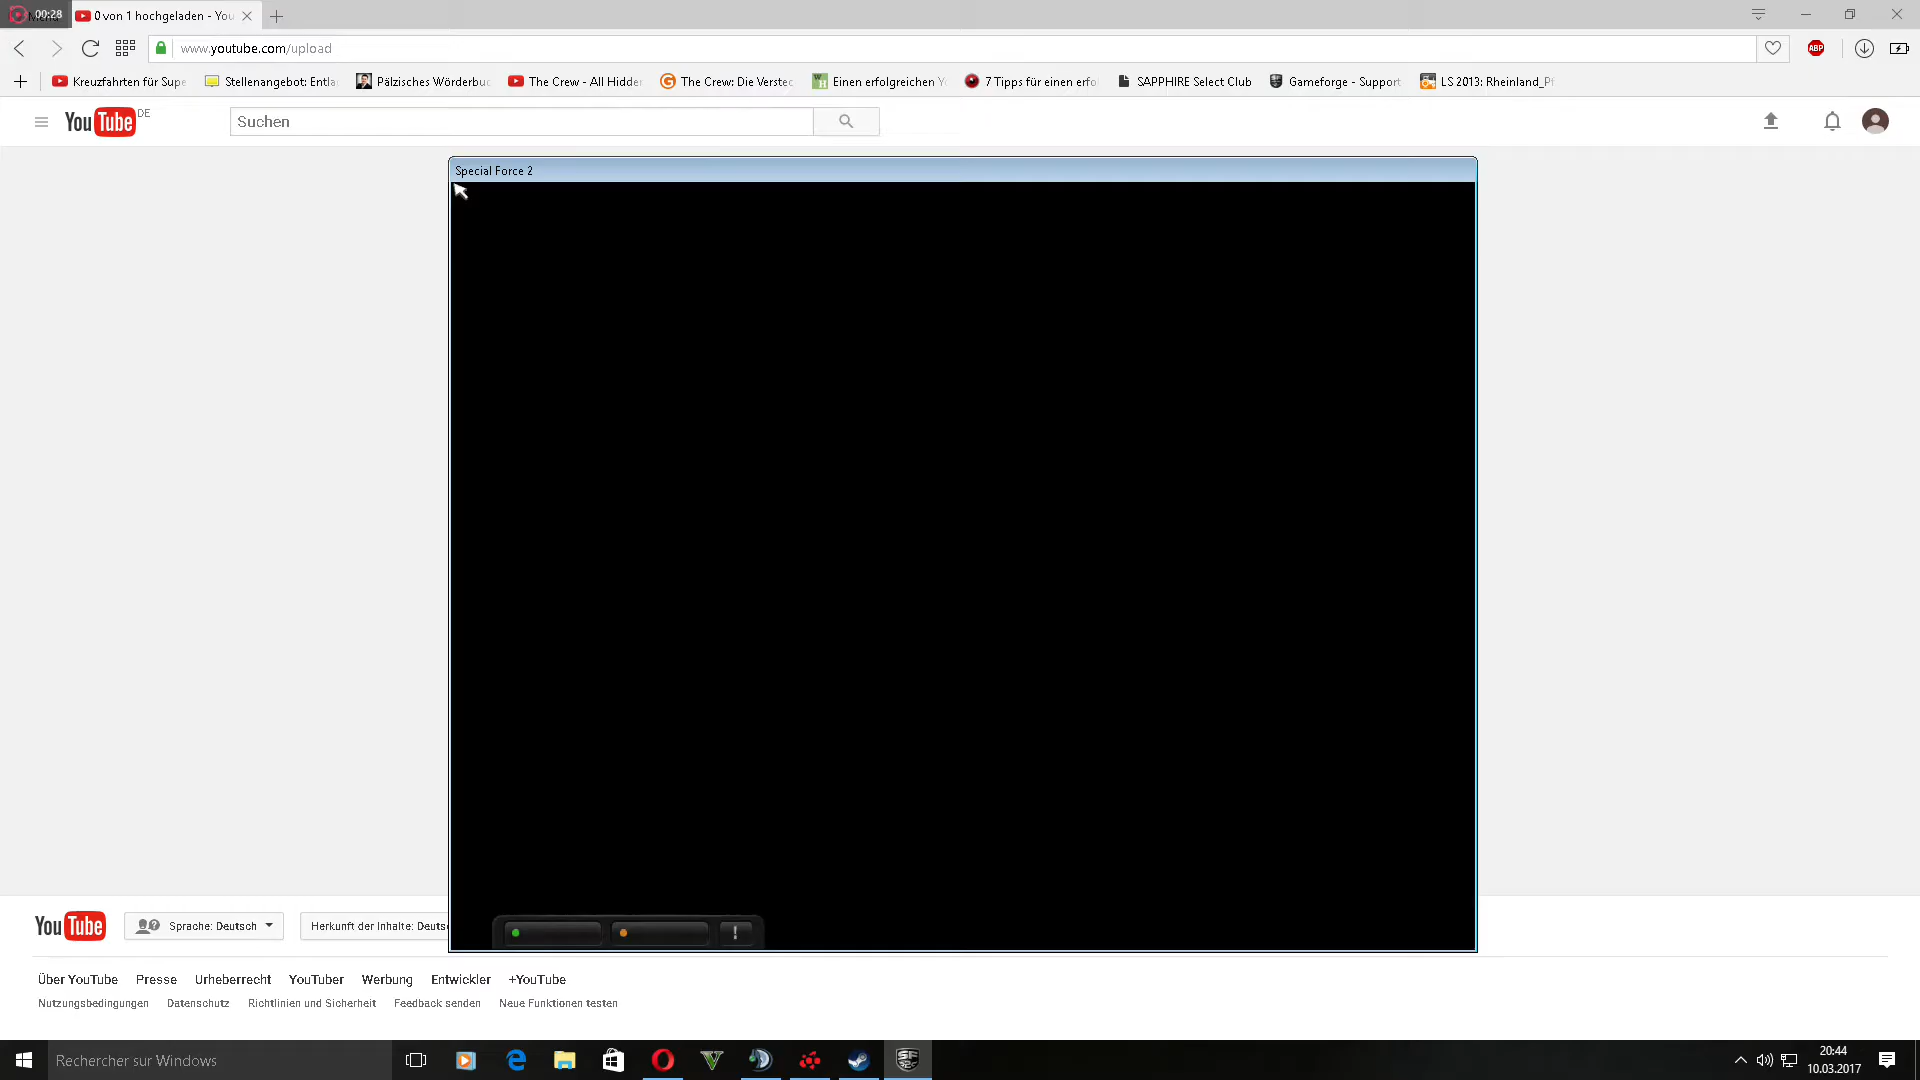 00:28
0 von 1 hochgeladen - You
www.youtube.com/upload
ABP
Kreuzfahrten für Supe
Stellenangebot: Entla
Pälzisches Wörterbuc
The Crew - All Hidder
The Crew: Die Verstec
Einen erfolgreichen Y
7 Tipps für einen erfo
SAPPHIRE Select Club
Gameforge - Support
LS 2013: Rheinland_Pf
YouTube DE
Suchen
Special Force 2
!
YouTube
Sprache: Deutsch
Herkunft der Inhalte: Deuts
Über YouTube Presse Urheberrecht YouTuber Werbung Entwickler +YouTube
Nutzungsbedingungen Datenschutz Richtlinien und Sicherheit Feedback senden Neue Funktionen testen
Rechercher sur Windows
20:44
10.03.2017